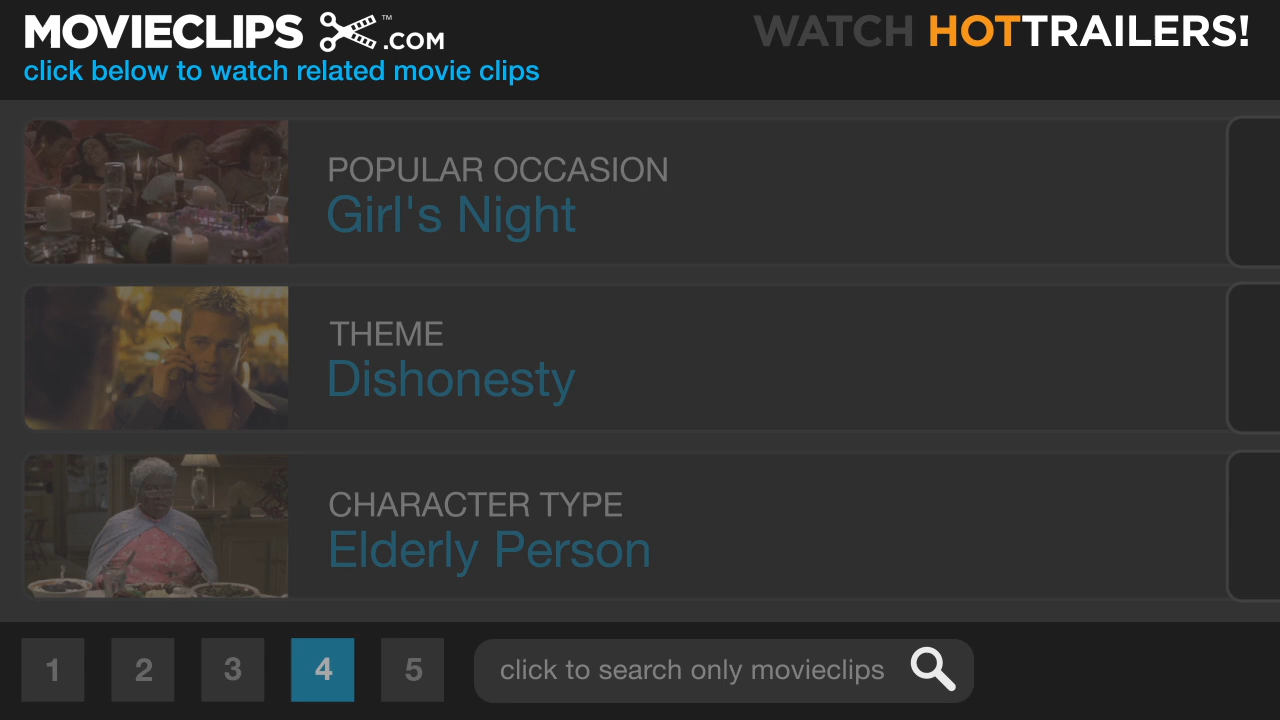 MOVIECLIPS ™ .COM
WATCH HOTTRAILERS!
click below to watch related movie clips
POPULAR OCCASION
Girl's Night
THEME
Dishonesty
CHARACTER TYPE
Elderly Person
1 2 3 4 5
click to search only movieclips